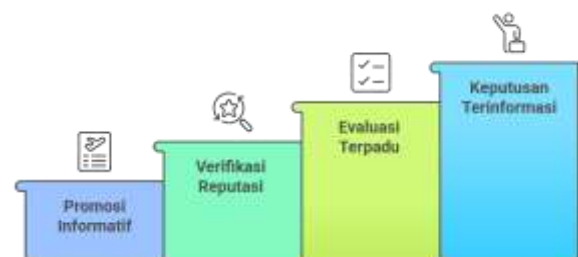 Promosi
Informatif
Verifikasi
Reputasi
Evaluasi
Terpadu
Keputusan
Terinformasi